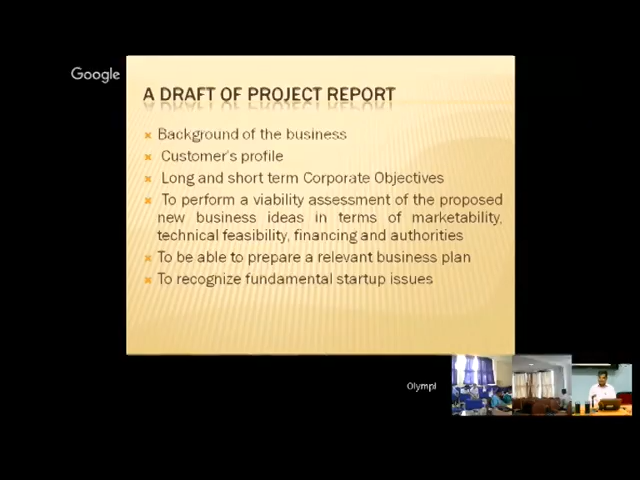 Google
A DRAFT OF PROJECT REPORT
Background of the business
Customer's profile
Long and short term Corporate Objectives
To perform a viability assessment of the proposed
new business ideas in terms of marketability,
technical feasibility, financing and authorities
To be able to prepare a relevant business plan
To recognize fundamental startup issues
Olympi